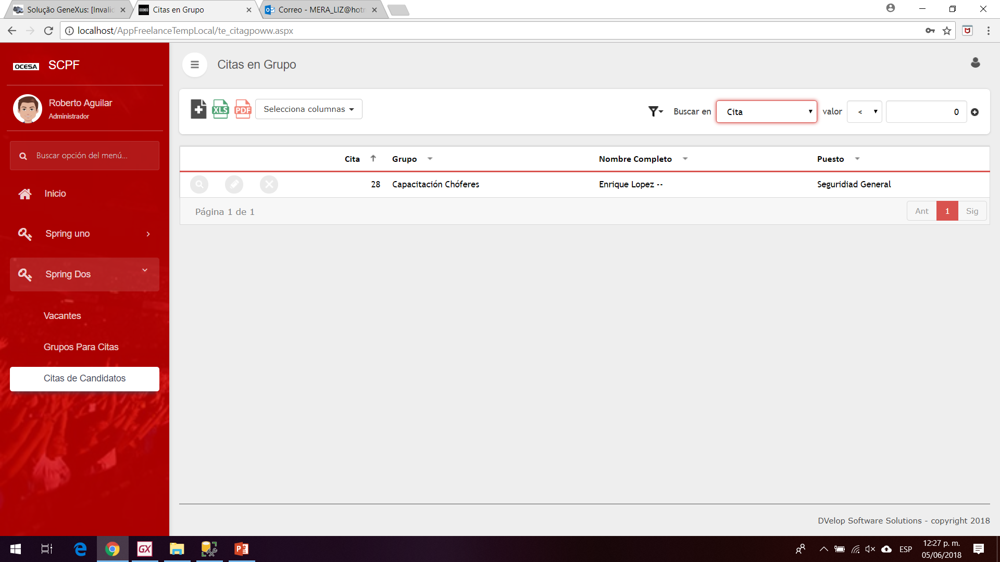 Solução GeneXus: [Invalid
Citas en Grupo
Correo - MERA_LIZ@hotm
localhost/AppFreelanceTempLocal/te_citagpoww.aspx
OCESA
SCPF
Citas en Grupo
Roberto Aguilar
Administrador
XLS
PDF
Selecciona columnas
Buscar en
Cita
valor
<
0
Buscar opción del menú...
Cita
Grupo
Nombre Completo
Puesto
28
Capacitación Chóferes
Enrique Lopez --
Seguridiad General
Página 1 de 1
Ant
1
Sig
Inicio
Spring uno
Spring Dos
Vacantes
Grupos Para Citas
Citas de Candidatos
DVelop Software Solutions - copyright 2018
GX
ESP
12:27 p. m.
05/06/2018